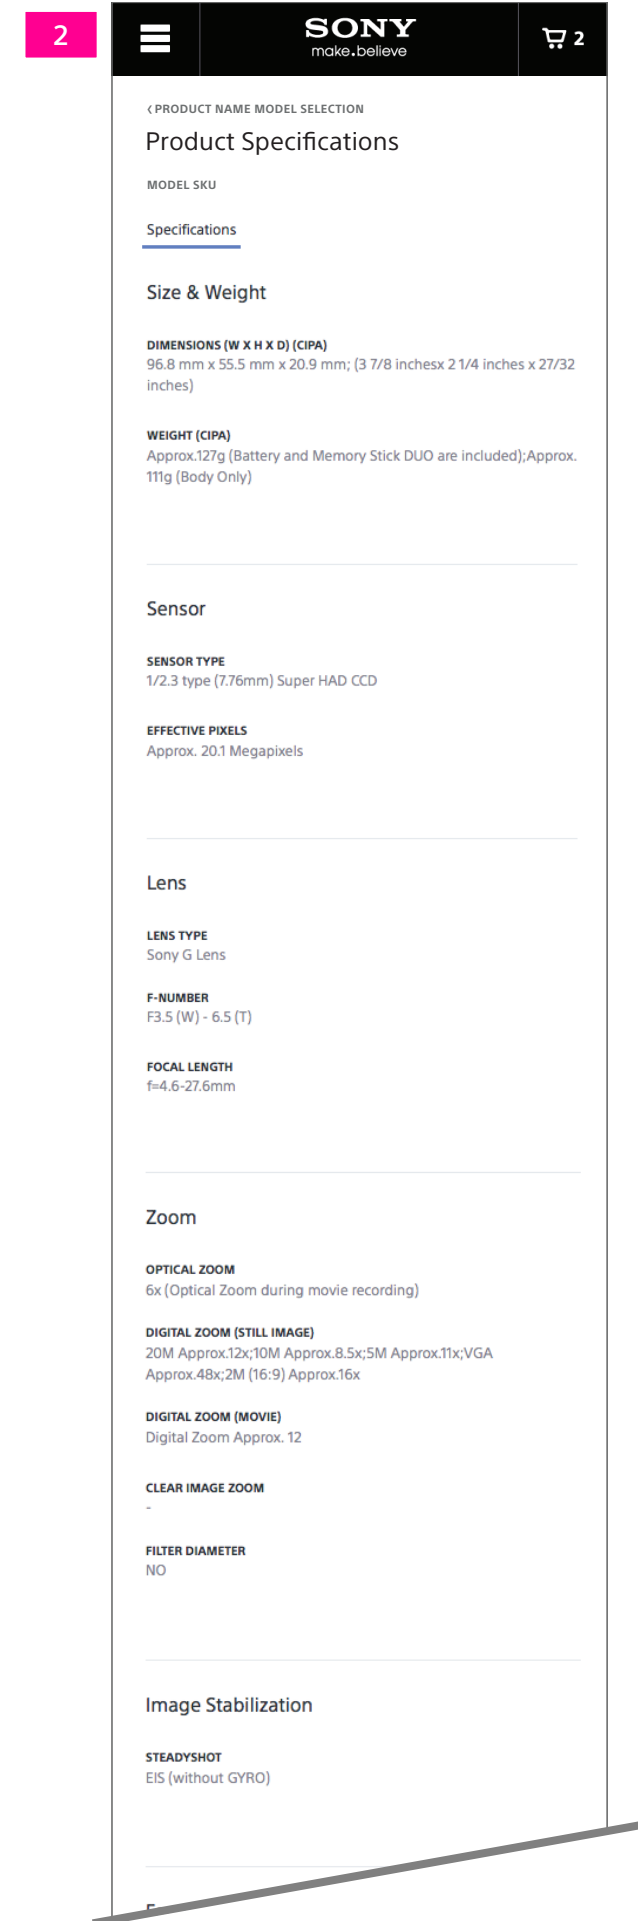 2
SONY
make.believe
2
‹ PRODUCT NAME MODEL SELECTION
Product Specifications
MODEL SKU
Specifications
Size & Weight
DIMENSIONS (W X H X D) (CIPA)
96.8 mm x 55.5 mm x 20.9 mm; (3 7/8 inchesx 2 1/4 inches x 27/32
inches)
WEIGHT (CIPA)
Approx.127g (Battery and Memory Stick DUO are included);Approx.
111g (Body Only)
Sensor
SENSOR TYPE
1/2.3 type (7.76mm) Super HAD CCD
EFFECTIVE PIXELS
Approx. 20.1 Megapixels
Lens
LENS TYPE
Sony G Lens
F-NUMBER
F3.5 (W) - 6.5 (T)
FOCAL LENGTH
f=4.6-27.6mm
Zoom
OPTICAL ZOOM
6x (Optical Zoom during movie recording)
DIGITAL ZOOM (STILL IMAGE)
20M Approx.12x;10M Approx.8.5x;5M Approx.11x;VGA
Approx.48x;2M (16:9) Approx.16x
DIGITAL ZOOM (MOVIE)
Digital Zoom Approx. 12
CLEAR IMAGE ZOOM
-
FILTER DIAMETER
NO
Image Stabilization
STEADYSHOT
EIS (without GYRO)